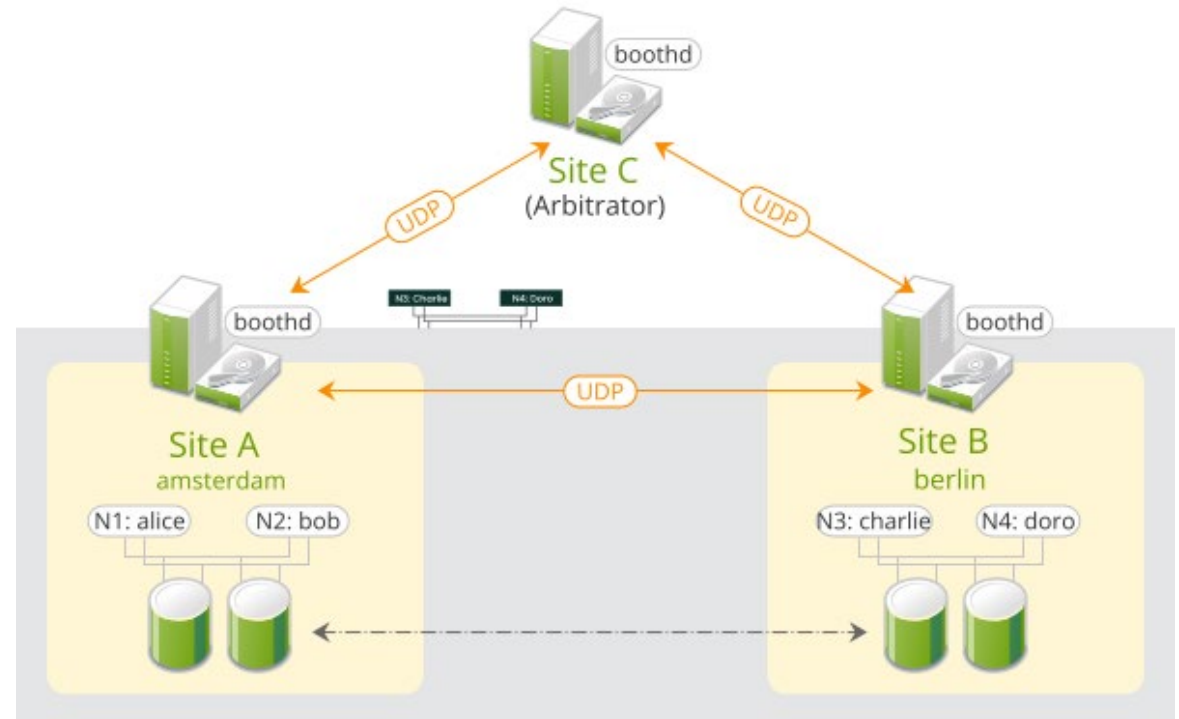 boothd
Site C
(Arbitrator)
UDP
UDP
N3: Charlie
N4: Doro
boothd
boothd
UDP
Site A
amsterdam
Site B
berlin
N1: alice
N2: bob
N3: charlie
N4: doro